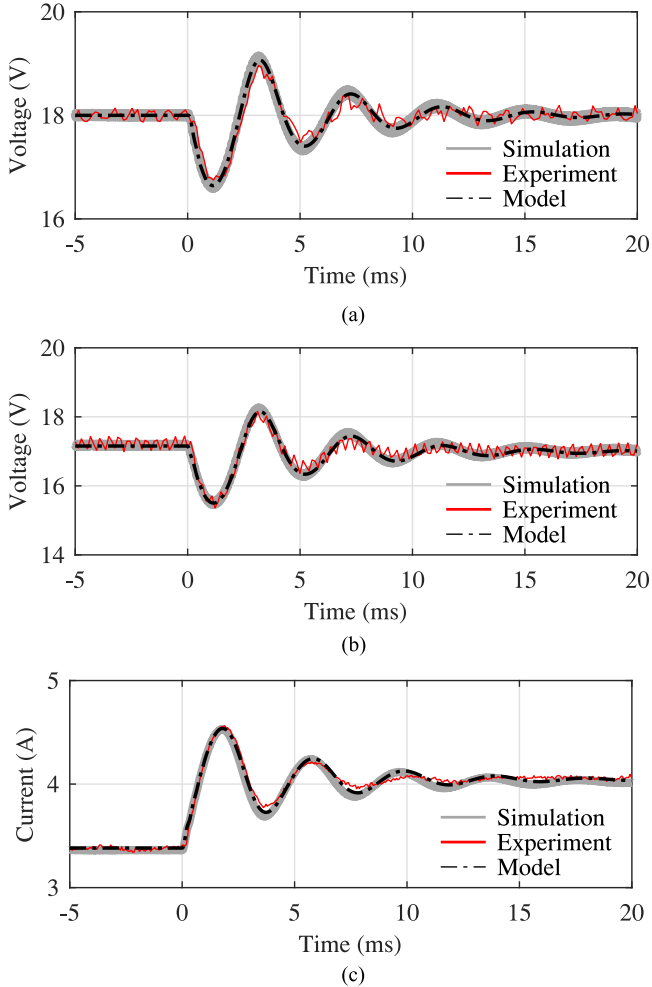 20
18
16
Voltage (V)
Simulation
Experiment
Model
-5 0 5 10 15 20
Time (ms)
(a)
20
18
16
14
Voltage (V)
Simulation
Experiment
Model
-5 0 5 10 15 20
Time (ms)
(b)
5
4
3
Current (A)
Simulation
Experiment
Model
-5 0 5 10 15 20
Time (ms)
(c)